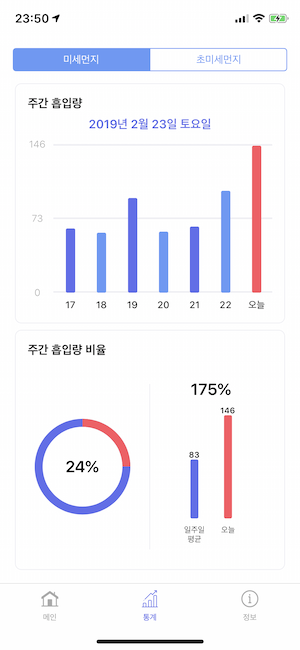 23:50
미세먼지 초미세먼지
주간 흡입량
2019년 2월 23일 토요일
146
73
0
17 18 19 20 21 22 오늘
주간 흡입량 비율
24%
175%
146
83
일주일 평균
오늘
메인 통계 정보